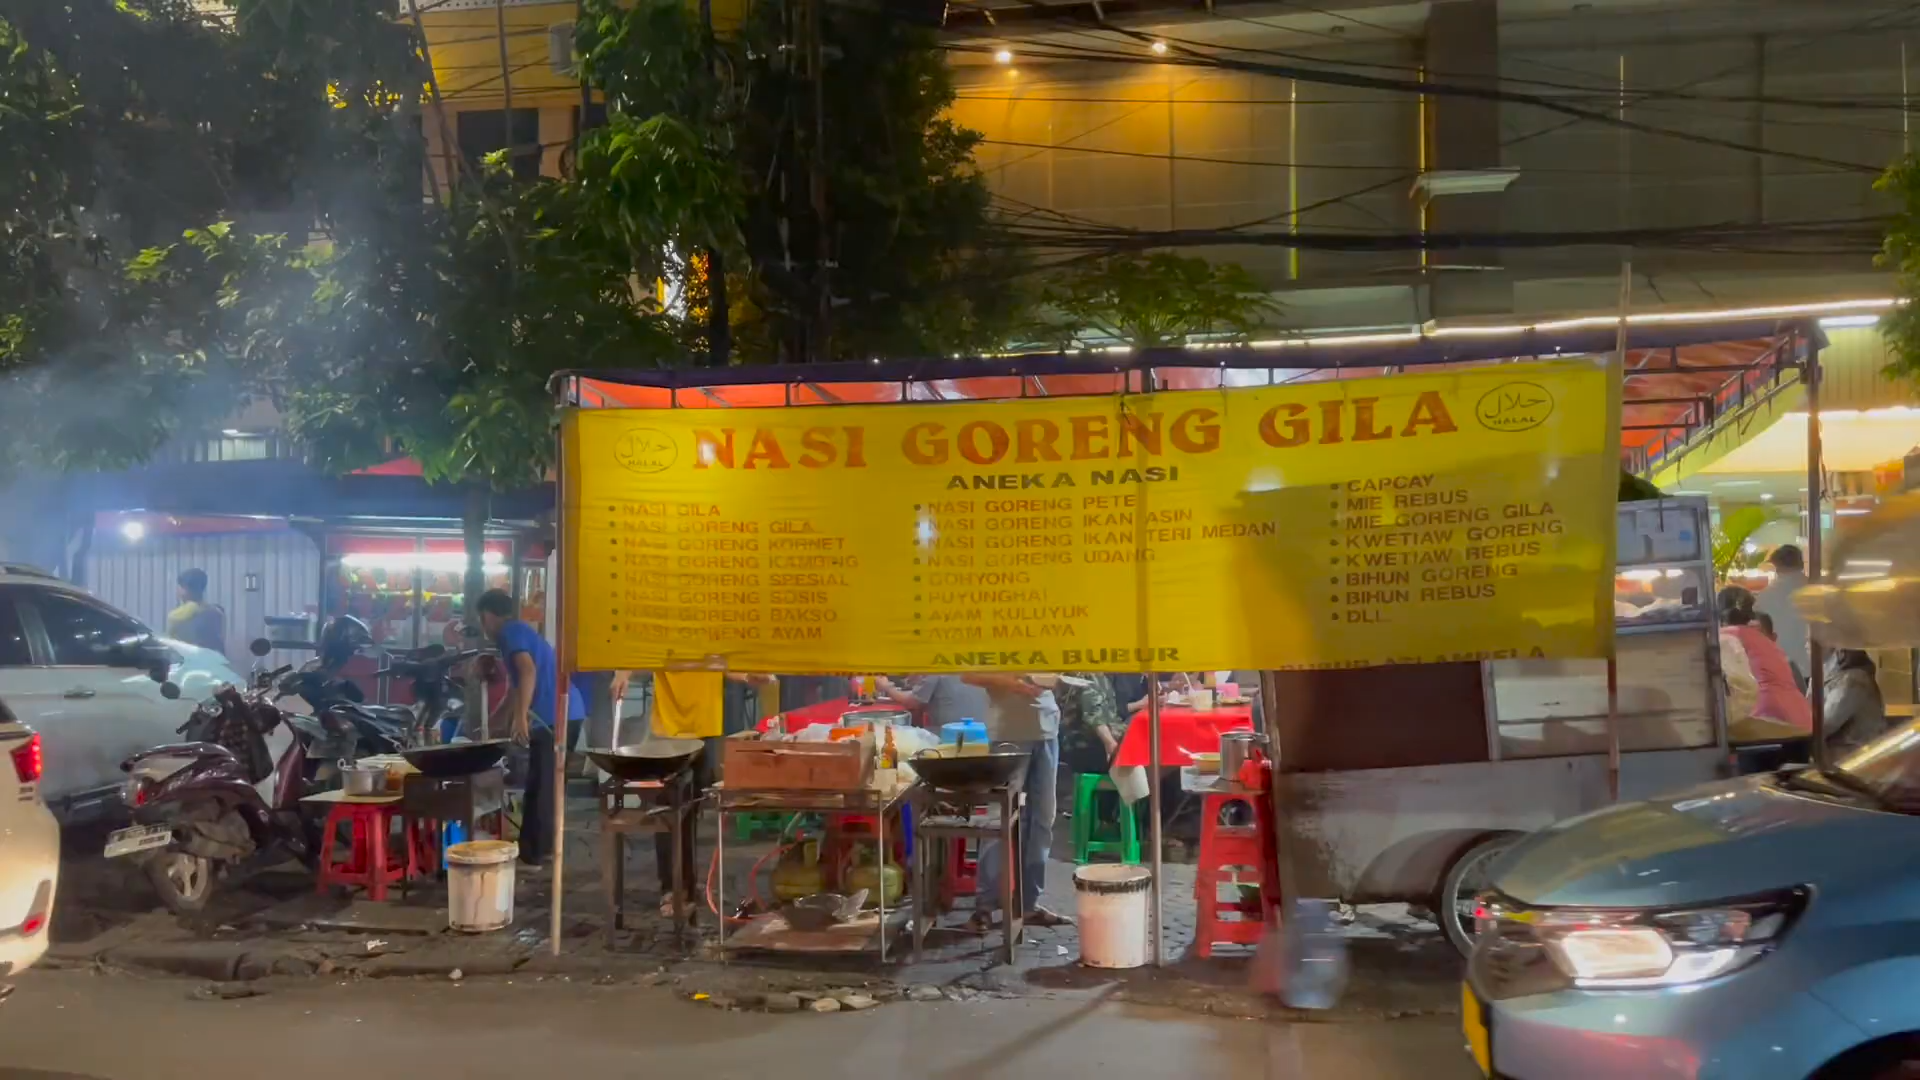 حلال
HALAL
NASI GORENG GILA
حلال
HALAL
ANEKA NASI
• NASI GILA
• NASI GORENG GILA
• NASI GORENG KORNET
• NASI GORENG KAMBING
• NASI GORENG SPESIAL
• NASI GORENG SOSIS
• NASI GORENG BAKSO
• NASI GORENG AYAM
• NASI GORENG PETE
• NASI GORENG IKAN ASIN
• NASI GORENG IKAN TERI MEDAN
• NASI GORENG UDANG
• GOHYONG
• PUYUNGHAI
• AYAM KULUYUK
• AYAM MALAYA
• CAPCAY
• MIE REBUS
• MIE GORENG GILA
• KWETIAW GORENG
• KWETIAW REBUS
• BIHUN GORENG
• BIHUN REBUS
• DLL.
ANEKA BUBUR